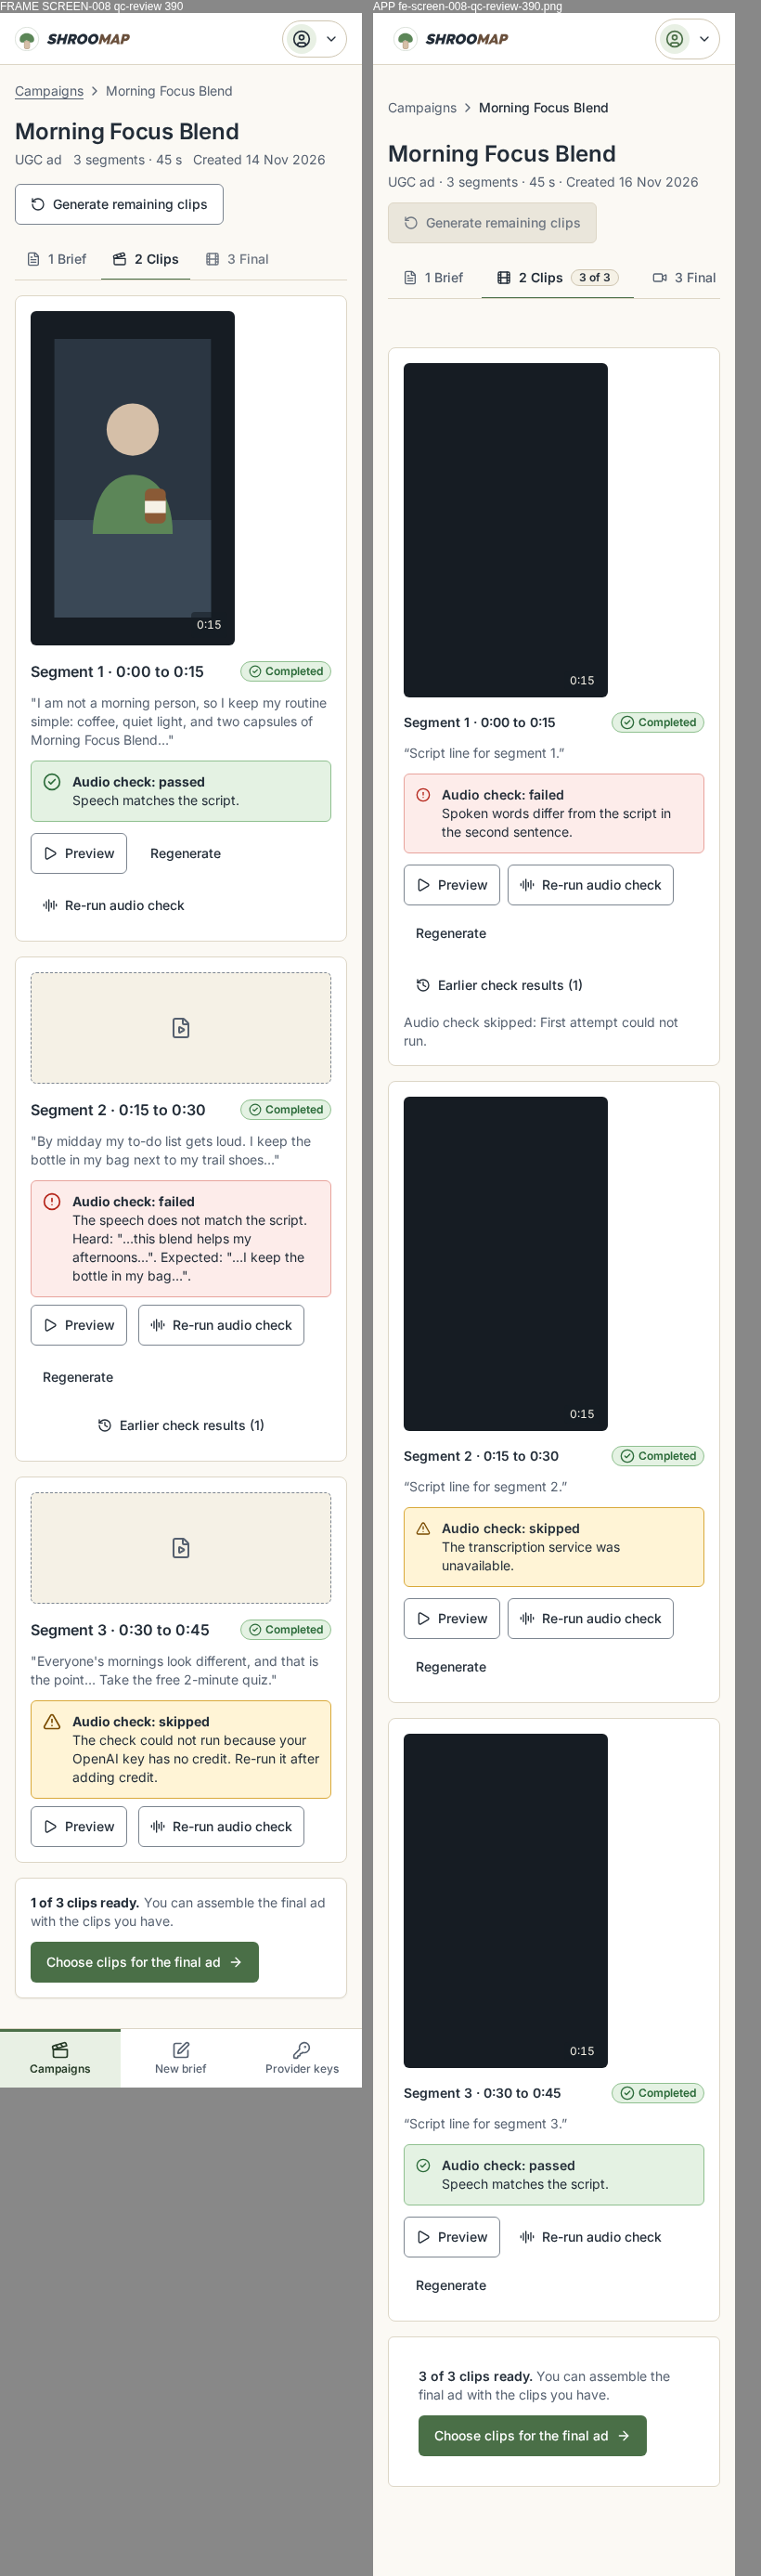 FRAME SCREEN-008 qc-review 390
SHROOMAP
Campaigns > Morning Focus Blend
Morning Focus Blend
UGC ad 3 segments · 45 s Created 14 Nov 2026
Generate remaining clips
1 Brief
2 Clips
3 Final
0:15
Segment 1 · 0:00 to 0:15
Completed
"I am not a morning person, so I keep my routine
simple: coffee, quiet light, and two capsules of
Morning Focus Blend..."
Audio check: passed
Speech matches the script.
Preview
Regenerate
Re-run audio check
Segment 2 · 0:15 to 0:30
Completed
"By midday my to-do list gets loud. I keep the
bottle in my bag next to my trail shoes..."
Audio check: failed
The speech does not match the script.
Heard: "...this blend helps my
afternoons...". Expected: "...I keep the
bottle in my bag...".
Preview
Re-run audio check
Regenerate
Earlier check results (1)
Segment 3 · 0:30 to 0:45
Completed
"Everyone's mornings look different, and that is
the point... Take the free 2-minute quiz."
Audio check: skipped
The check could not run because your
OpenAI key has no credit. Re-run it after
adding credit.
Preview
Re-run audio check
1 of 3 clips ready. You can assemble the final ad
with the clips you have.
Choose clips for the final ad
Campaigns
New brief
Provider keys
APP fe-screen-008-qc-review-390.png
SHROOMAP
Campaigns > Morning Focus Blend
Morning Focus Blend
UGC ad · 3 segments · 45 s · Created 16 Nov 2026
Generate remaining clips
1 Brief
2 Clips
3 of 3
3 Final
0:15
Segment 1 · 0:00 to 0:15
Completed
“Script line for segment 1.”
Audio check: failed
Spoken words differ from the script in
the second sentence.
Preview
Re-run audio check
Regenerate
Earlier check results (1)
Audio check skipped: First attempt could not
run.
0:15
Segment 2 · 0:15 to 0:30
Completed
“Script line for segment 2.”
Audio check: skipped
The transcription service was
unavailable.
Preview
Re-run audio check
Regenerate
0:15
Segment 3 · 0:30 to 0:45
Completed
“Script line for segment 3.”
Audio check: passed
Speech matches the script.
Preview
Re-run audio check
Regenerate
3 of 3 clips ready. You can assemble the
final ad with the clips you have.
Choose clips for the final ad